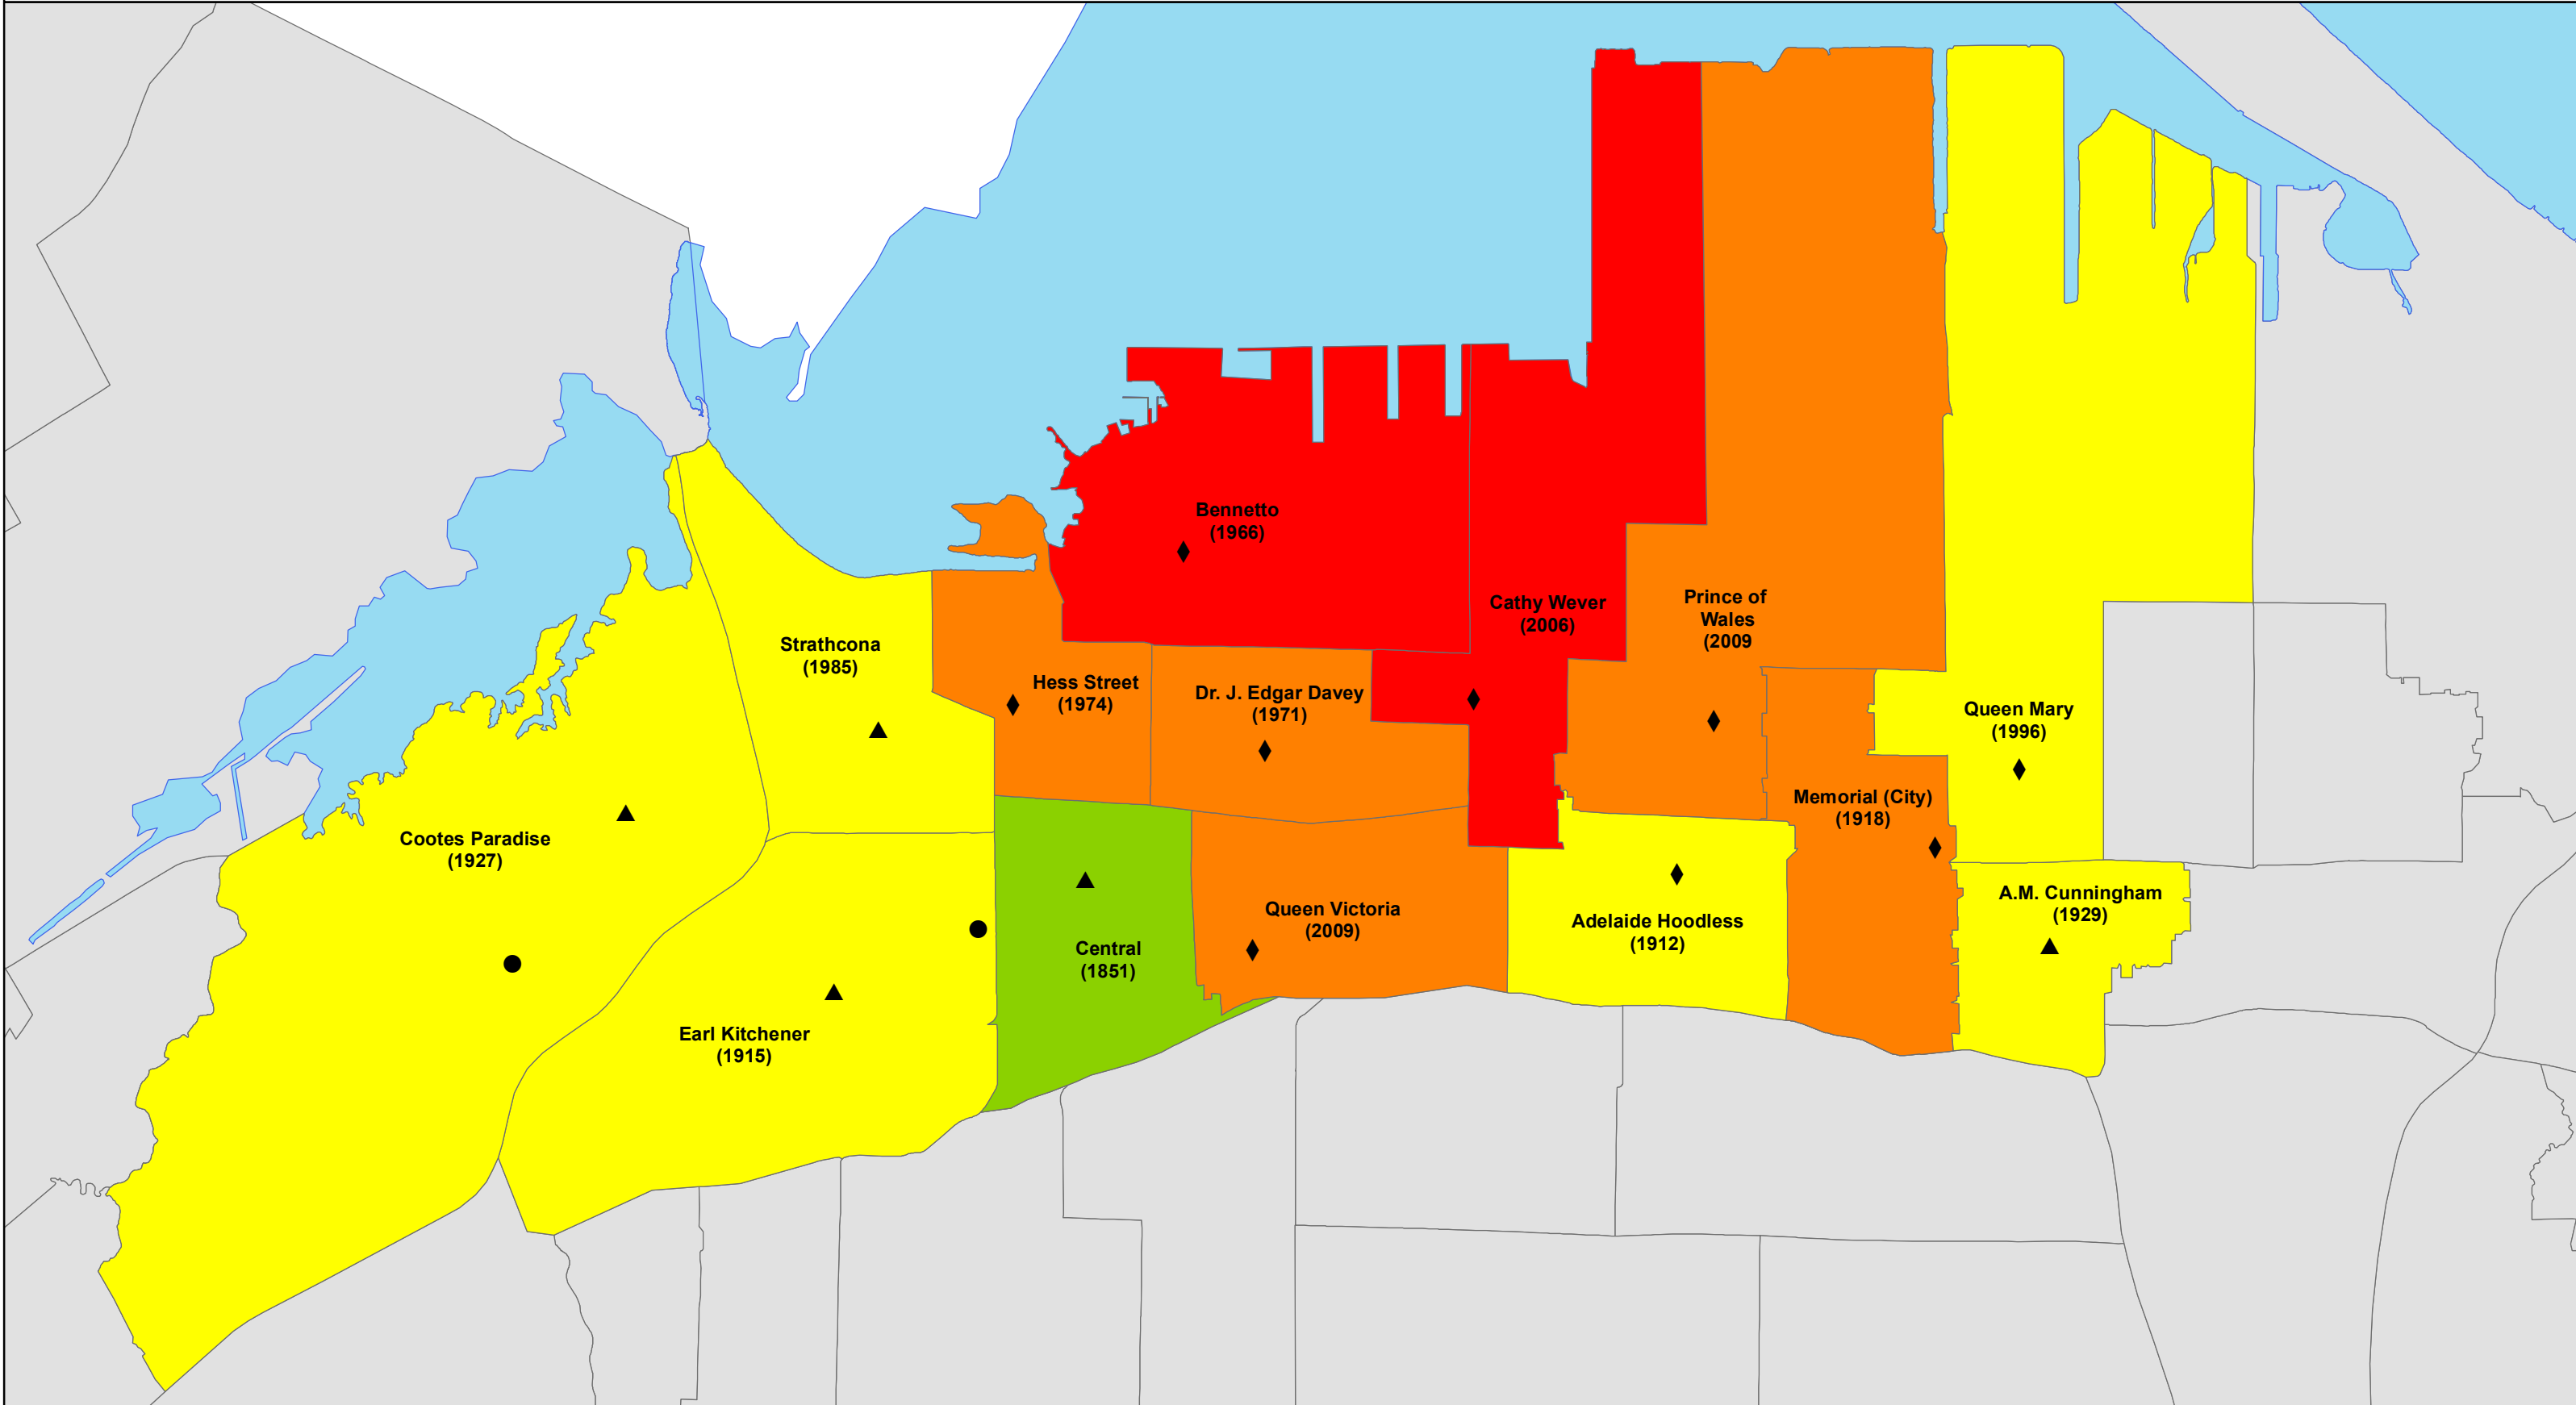 Bennetto
(1966)
Cathy Wever
(2006)
Prince of
Wales
(2009
Strathcona
(1985)
Hess Street
(1974)
Dr. J. Edgar Davey
(1971)
Queen Mary
(1996)
Memorial (City)
(1918)
Cootes Paradise
(1927)
A.M. Cunningham
(1929)
Queen Victoria
(2009)
Adelaide Hoodless
(1912)
Central
(1851)
Earl Kitchener
(1915)